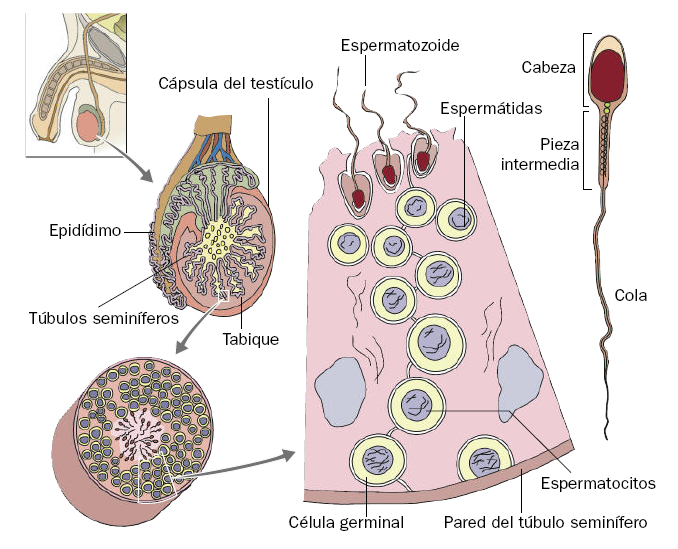 Espermatozoide
Cápsula del testículo
Cabeza
Espermátidas
Pieza
intermedia
Epidídimo
Cola
Túbulos seminíferos
Tabique
Espermatocitos
Célula germinal
Pared del túbulo seminífero